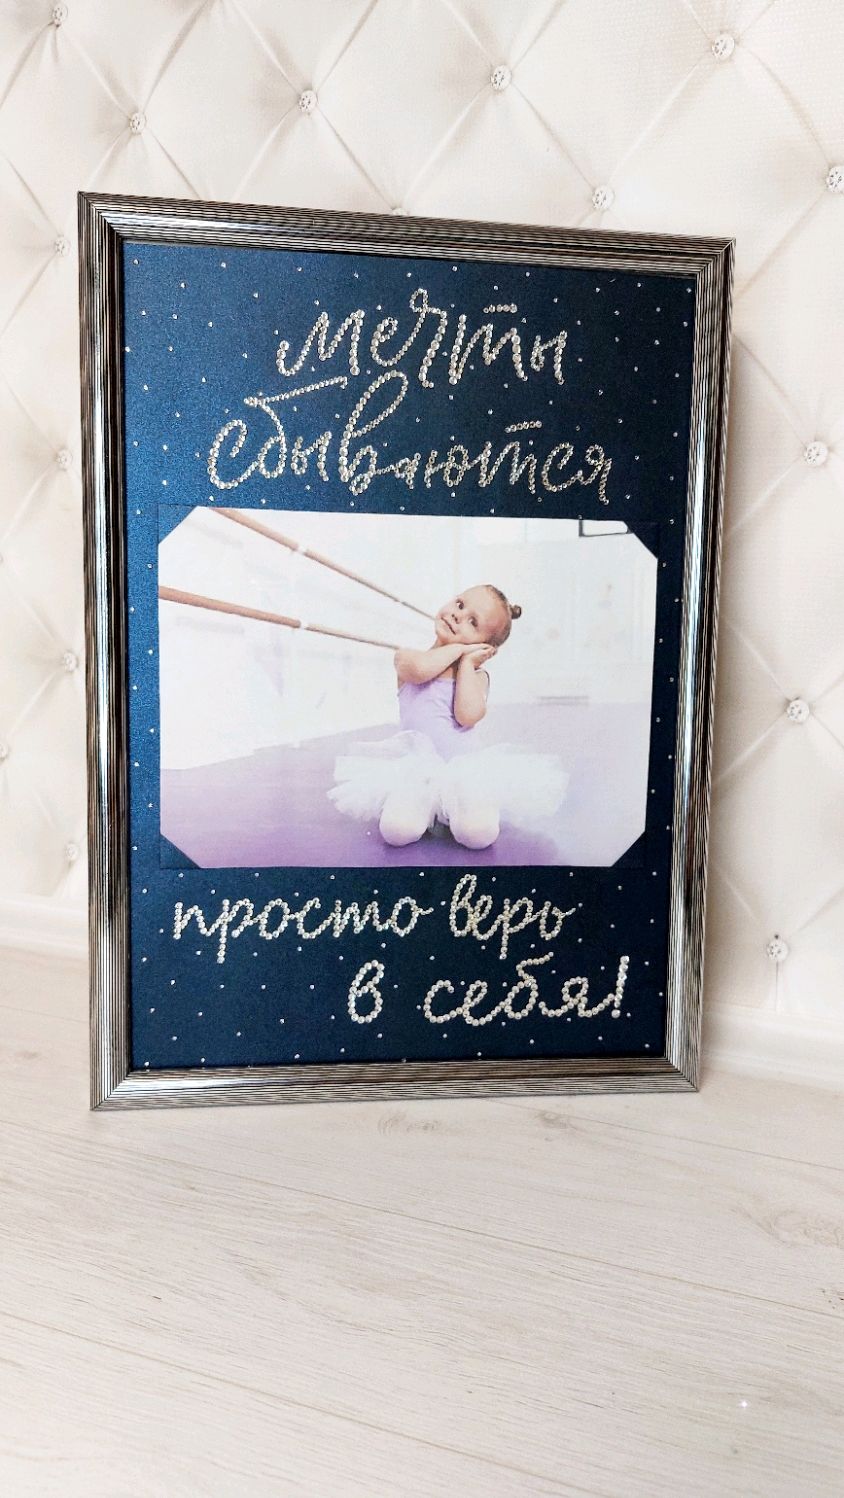 мечты
сбываются
просто верь
в себя!